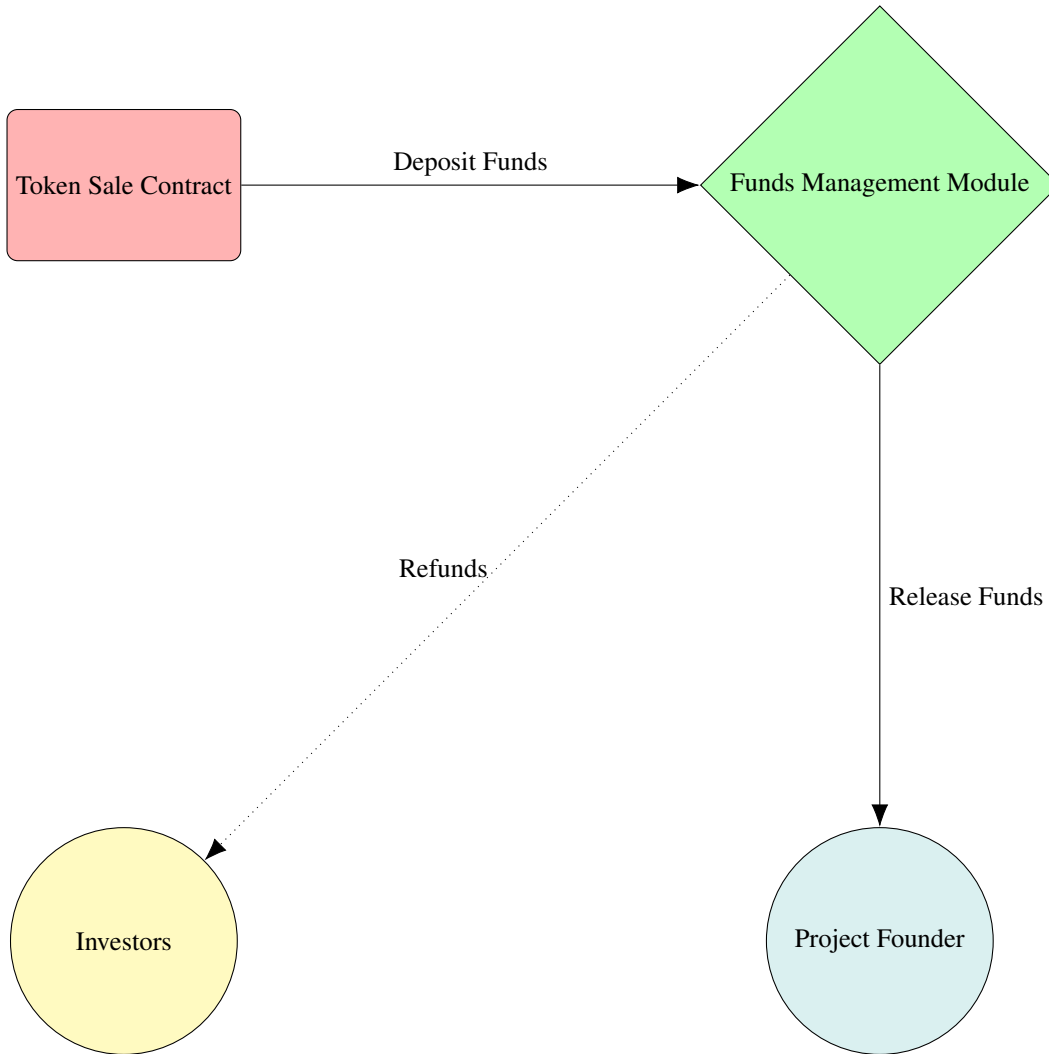 Deposit Funds
Token Sale Contract
Funds Management Module
Refunds
Release Funds
Investors
Project Founder